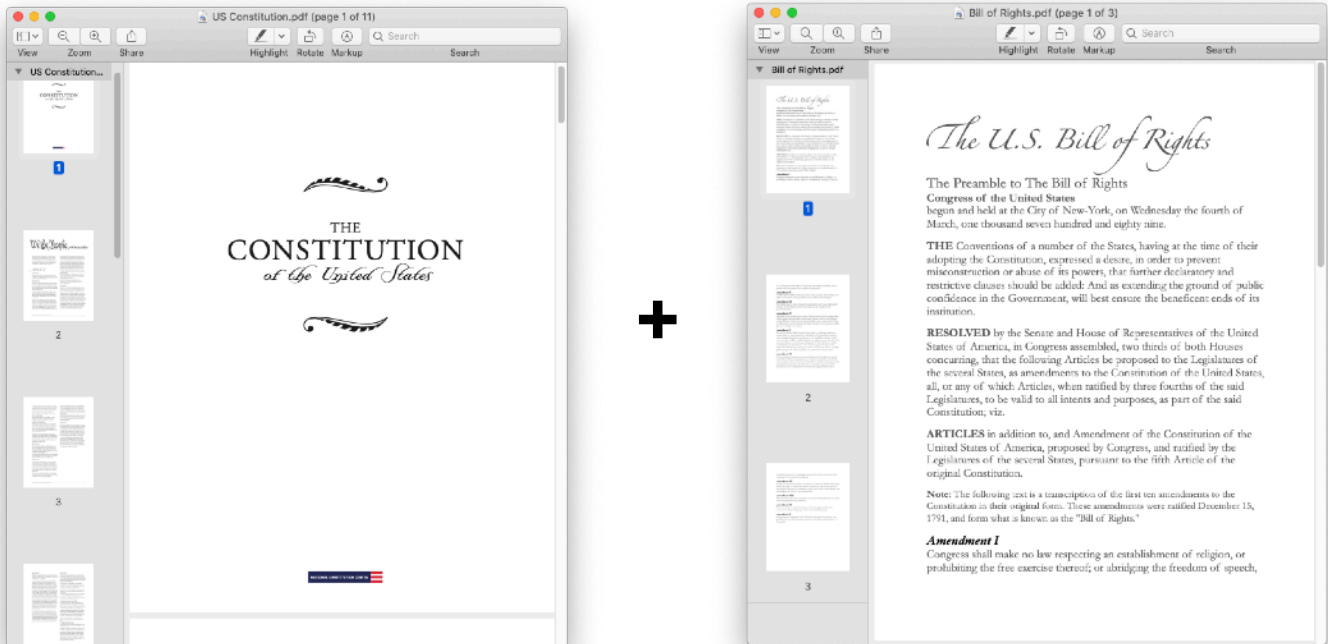 US Constitution.pdf (page 1 of 11)
Search
View Zoom Share Highlight Rotate Markup Search
US Constitution...
THE
CONSTITUTION
of the United States
1
We the People
2
3
THE
CONSTITUTION
of the United States
NATIONAL CONSTITUTION CENTER
+
Bill of Rights.pdf (page 1 of 3)
Search
View Zoom Share Highlight Rotate Markup Search
Bill of Rights.pdf
The U.S. Bill of Rights
1
2
3
The U.S. Bill of Rights
The Preamble to The Bill of Rights
Congress of the United States
begun and held at the City of New-York, on Wednesday the fourth of
March, one thousand seven hundred and eighty nine.
THE Conventions of a number of the States, having at the time of their
adopting the Constitution, expressed a desire, in order to prevent
misconstruction or abuse of its powers, that further declaratory and
restrictive clauses should be added: And as extending the ground of public
confidence in the Government, will best ensure the beneficent ends of its
institution.
RESOLVED by the Senate and House of Representatives of the United
States of America, in Congress assembled, two thirds of both Houses
concurring, that the following Articles be proposed to the Legislatures of
the several States, as amendments to the Constitution of the United States,
all, or any of which Articles, when ratified by three fourths of the said
Legislatures, to be valid to all intents and purposes, as part of the said
Constitution; viz.
ARTICLES in addition to, and Amendment of the Constitution of the
United States of America, proposed by Congress, and ratified by the
Legislatures of the several States, pursuant to the fifth Article of the
original Constitution.
Note: The following text is a transcription of the first ten amendments to the
Constitution in their original form. These amendments were ratified December 15,
1791, and form what is known as the "Bill of Rights."
Amendment I
Congress shall make no law respecting an establishment of religion, or
prohibiting the free exercise thereof; or abridging the freedom of speech,